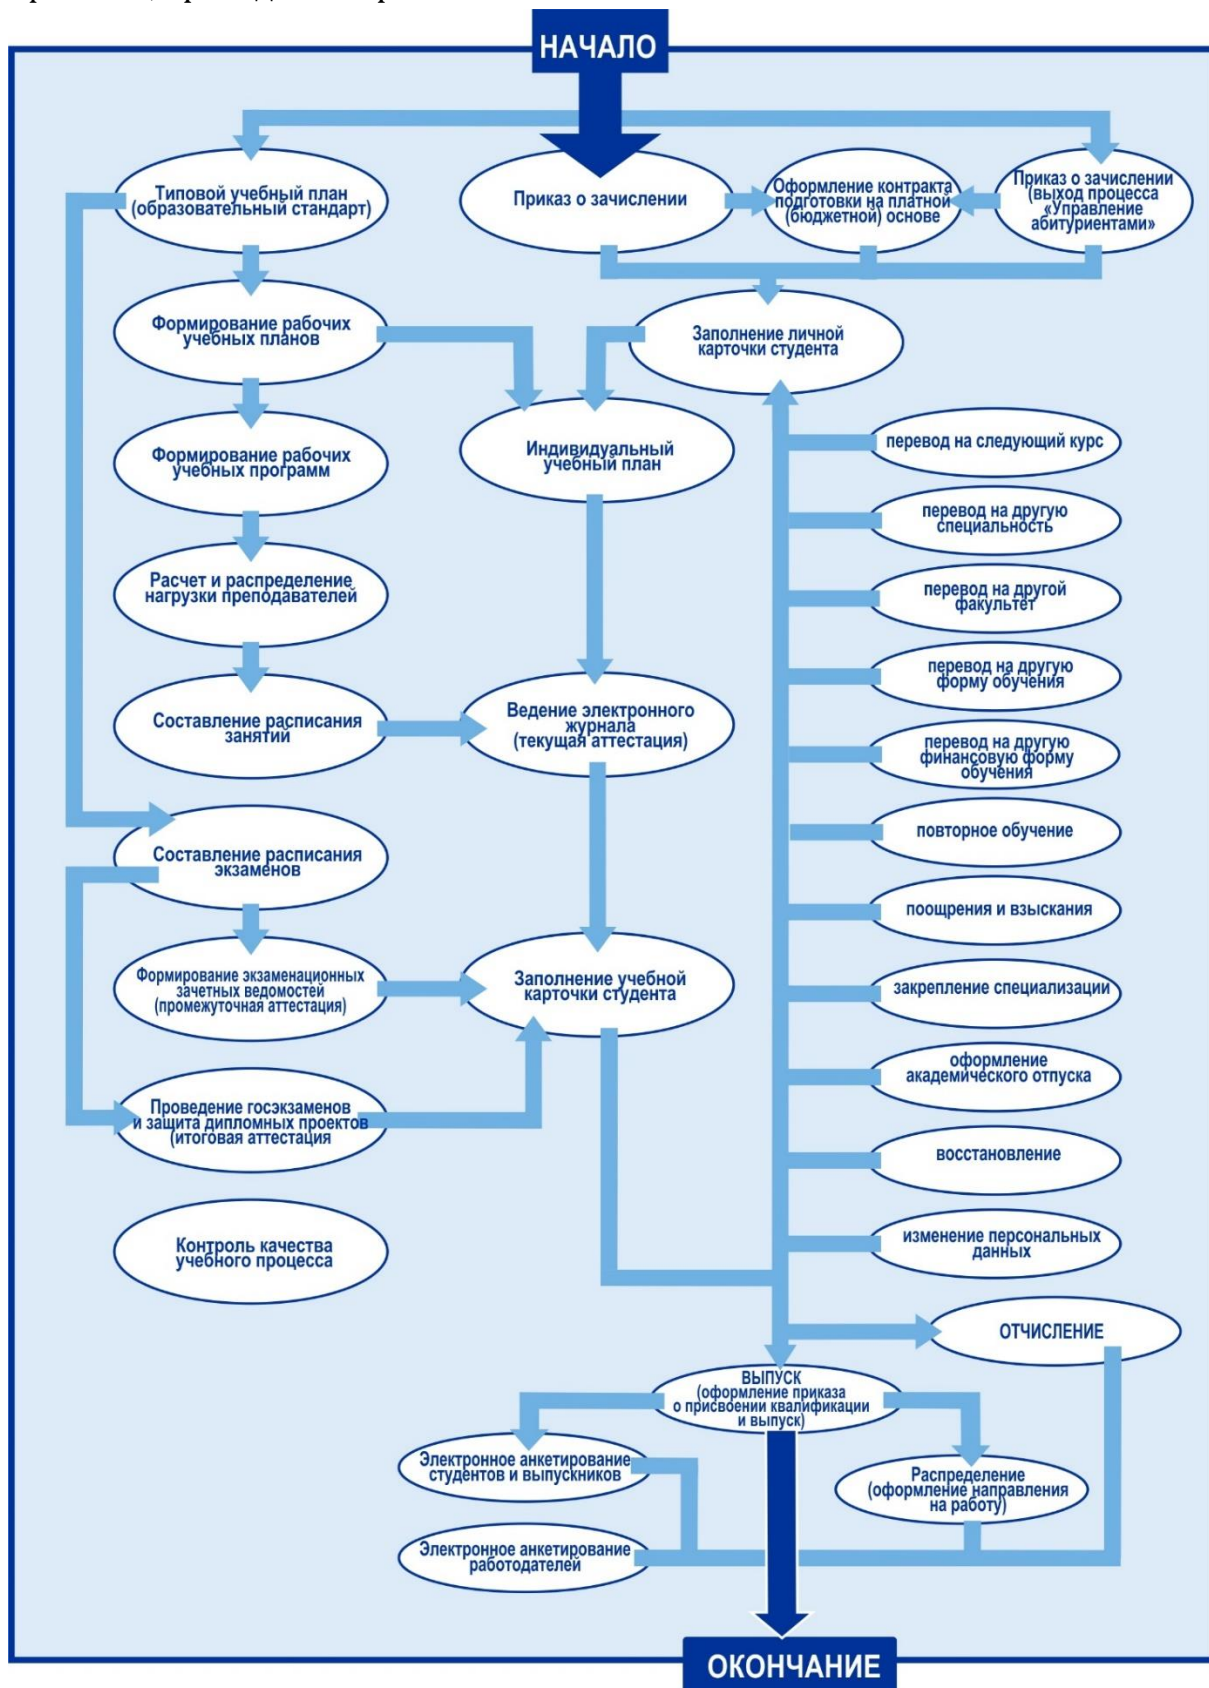 НАЧАЛО
Типовой учебный план
(образовательный стандарт)
Приказ о зачислении
Оформление контракта
подготовки на платной
(бюджетной) основе
Приказ о зачислении
(выход процесса
«Управление
абитуриентами»
Формирование рабочих
учебных планов
Заполнение личной
карточки студента
Формирование рабочих
учебных программ
Индивидуальный
учебный план
перевод на следующий курс
перевод на другую
специальность
Расчет и распределение
нагрузки преподавателей
перевод на другой
факультет
перевод на другую
форму обучения
Составление расписания
занятий
Ведение электронного
журнала
(текущая аттестация)
перевод на другую
финансовую форму
обучения
Составление расписания
экзаменов
повторное обучение
поощрения и взыскания
Формирование экзаменационных
зачетных ведомостей
(промежуточная аттестация)
Заполнение учебной
карточки студента
закрепление специализации
оформление
академического отпуска
Проведение госэкзаменов
и защита дипломных проектов
(итоговая аттестация
восстановление
Контроль качества
учебного процесса
изменение персональных
данных
ОТЧИСЛЕНИЕ
ВЫПУСК
(оформление приказа
о присвоении квалификации
и выпуск)
Электронное анкетирование
студентов и выпускников
Распределение
(оформление направления
на работу)
Электронное анкетирование
работодателей
ОКОНЧАНИЕ